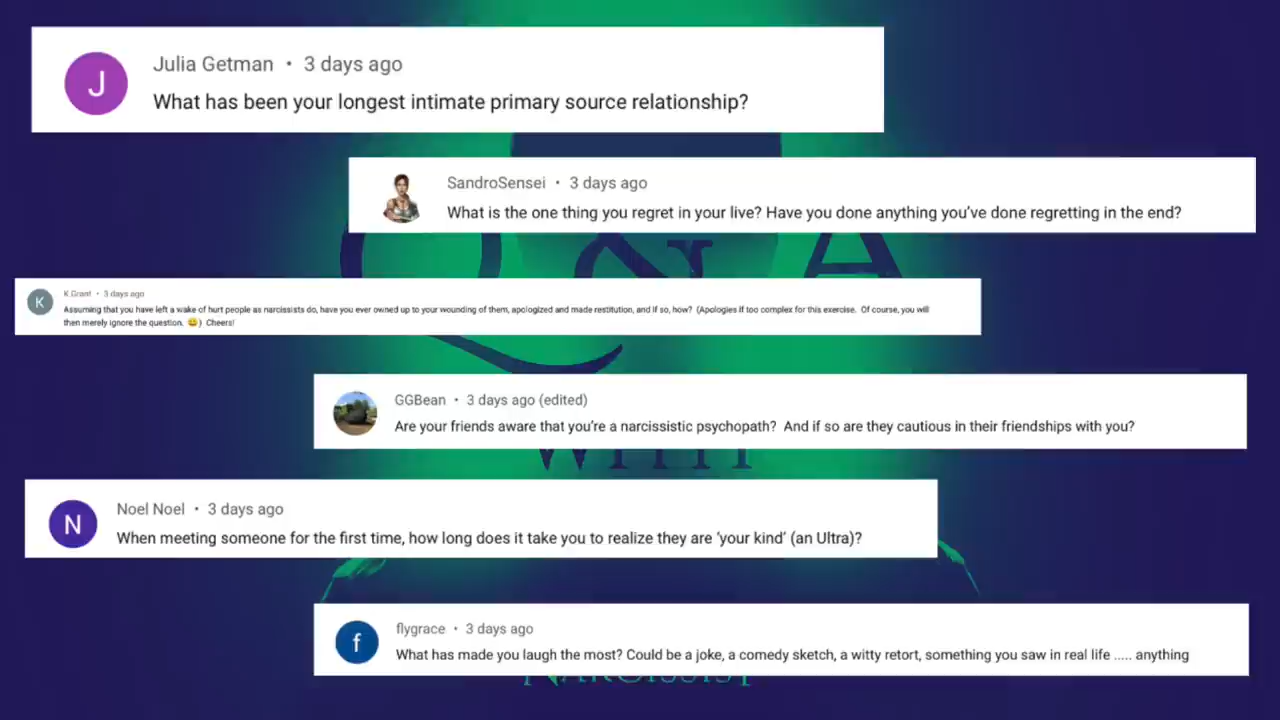 J
Julia Getman • 3 days ago
What has been your longest intimate primary source relationship?
SandroSensei • 3 days ago
What is the one thing you regret in your live? Have you done anything you've done regretting in the end?
Q & A
K
K Grant • 3 days ago
Assuming that you have left a wake of hurt people as narcissists do, have you ever owned up to your wounding of them, apologized and made restitution, and if so, how? (Apologies if too complex for this exercise. Of course, you will
then merely ignore the question. 😀) Cheers!
GGBean • 3 days ago (edited)
Are your friends aware that you're a narcissistic psychopath? And if so are they cautious in their friendships with you?
WITH
N
Noel Noel • 3 days ago
When meeting someone for the first time, how long does it take you to realize they are 'your kind' (an Ultra)?
f
flygrace • 3 days ago
What has made you laugh the most? Could be a joke, a comedy sketch, a witty retort, something you saw in real life ..... anything
NARCISSIST